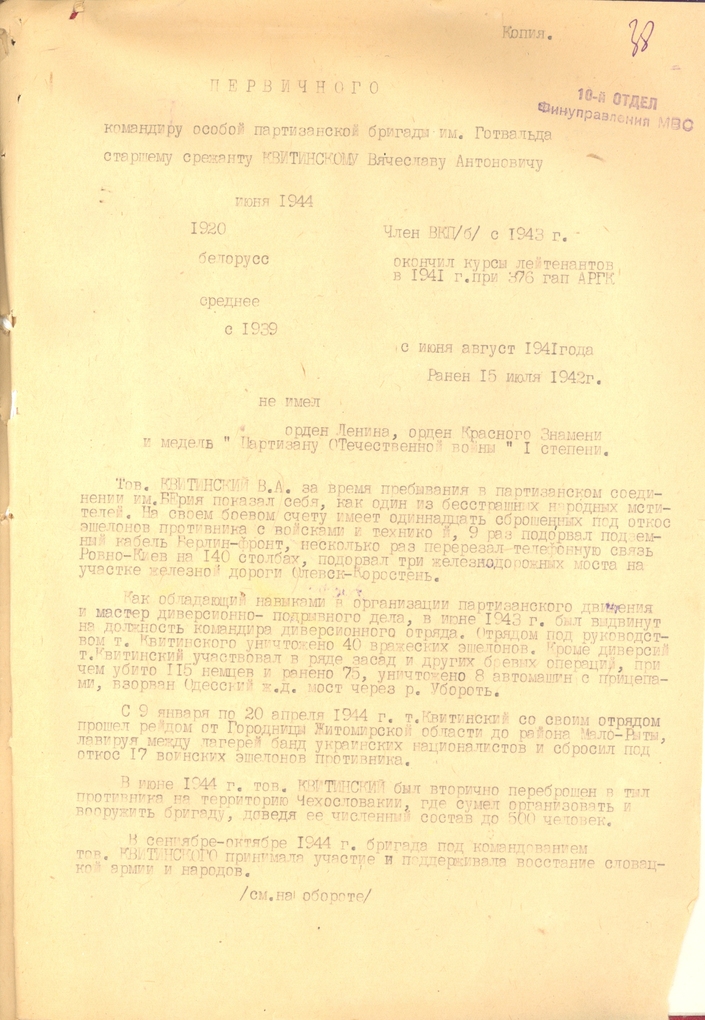 Копия.
38
10-й ОТДЕЛ
Финуправления МВС
ПЕРВИЧНОГО
командиру особой партизанской бригады им. Готвальда
старшему срежанту КВИТИНСКОМУ Вячеславу Антоновичу
июня 1944
1920
Член ВКП/б/ с 1943 г.
белорусс
окончил курсы лейтенантов
в 1941 г.при 376 гап АРГК
среднее
с 1939
с июня август 1941года
Ранен 15 июля 1942г.
не имел
орден Ленина, орден Красного Знамени
и медель " Партизану ОТечественной войны " I степени.
Тов. КВИТИНСКИЙ В.А. за время пребывания в партизанском соеди-
нении им.БЕрия показал себя, как один из бесстрашных народных мсти-
телей. На своем боевом счету имеет одиннадцать сброшенных под откос
эшелонов противника с войсками и технико й, 9 раз подорвал подзем-
ный кабель Берлин-фронт, несколько раз перерезал телефонную связь
Ровно-Киев на 140 столбах, подорвал три железнодорожных моста на
участке железной дороги Олевск-Коростень.
Как обладающий навыками в организации партизанского движения
и мастер диверсионно- подрывного дела, в июне 1943 г. был выдвинут
на должность командира диверсионного отряда. Отрядом под руководст-
вом т. Квитинского уничтожено 40 вражеских эшелонов. Кроме диверсий
т.Квитинский участвовал в ряде засад и других боевых операций, при
чем убито 115 немцев и ранено 75, уничтожено 8 автомашин с прицепа-
ми, взорван Одесский ж.д. мост через р. Убороть.
С 9 января по 20 апреля 1944 г. т.Квитинский со своим отрядом
прошел рейдом от Городницы Житомирской области до района Мало-Рыты,
лавируя между лагерей банд украинских националистов и сбросил под
откос 17 воинских эшелонов противника.
В июне 1944 г. тов. КВИТИНСКИЙ был вторично переброшен в тыл
противника на территорию Чехословакии, где сумел организовать и
вооружить бригаду, доведя ее численный состав до 500 человек.
В сентябре-октябре 1944 г. бригада под командованием
тов. КВИТИНСКОГО принимала участие и поддерживала восстание словац-
кой армии и народов.
/см.на обороте/